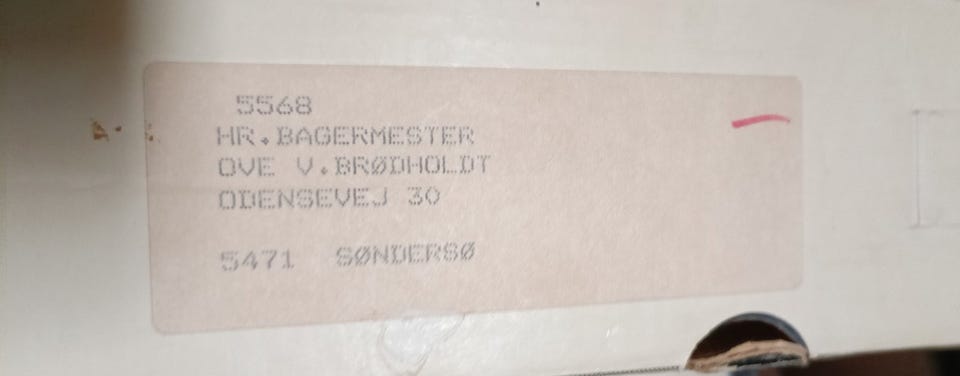 5568
HR.BAGERMESTER
OVE V.BRØDHOLDT
ODENSEVEJ 30
5471 SØNDERSØ